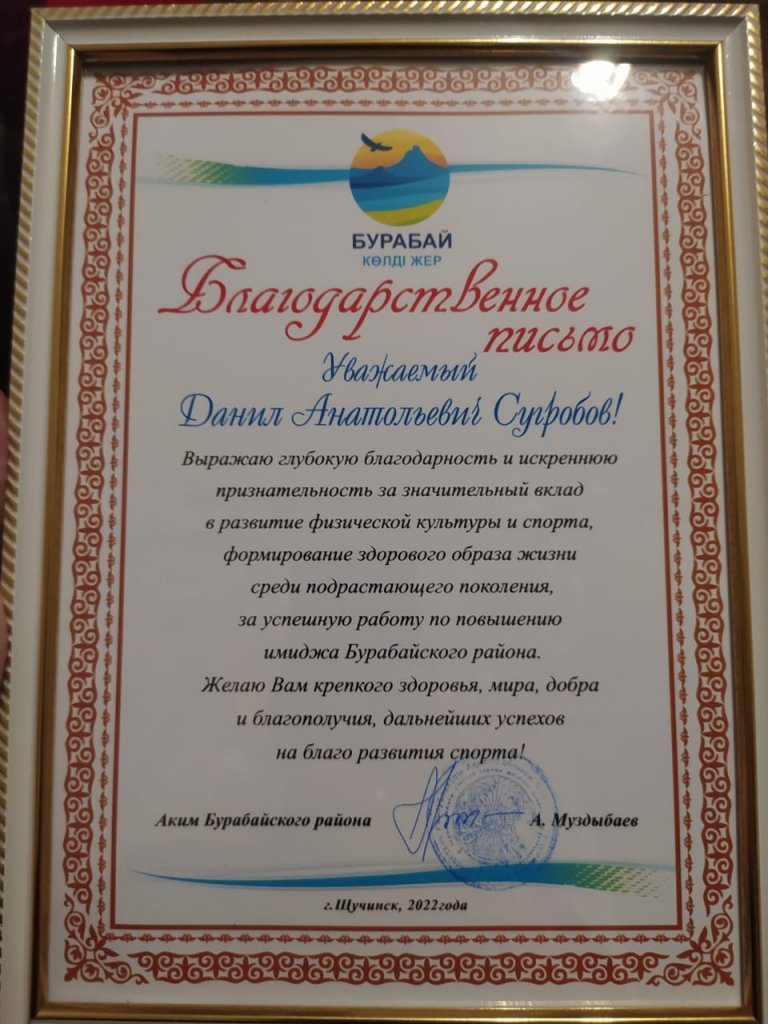 БУРАБАЙ
КӨЛДІ ЖЕР
Благодарственное
письмо
Уважаемый
Данил Анатольевич Сугробов!
Выражаю глубокую благодарность и искреннюю
признательность за значительный вклад
в развитие физической культуры и спорта,
формирование здорового образа жизни
среди подрастающего поколения,
за успешную работу по повышению
имиджа Бурабайского района.
Желаю Вам крепкого здоровья, мира, добра
и благополучия, дальнейших успехов
на благо развития спорта!
Аким Бурабайского района А. Муздыбаев
г.Щучинск, 2022года